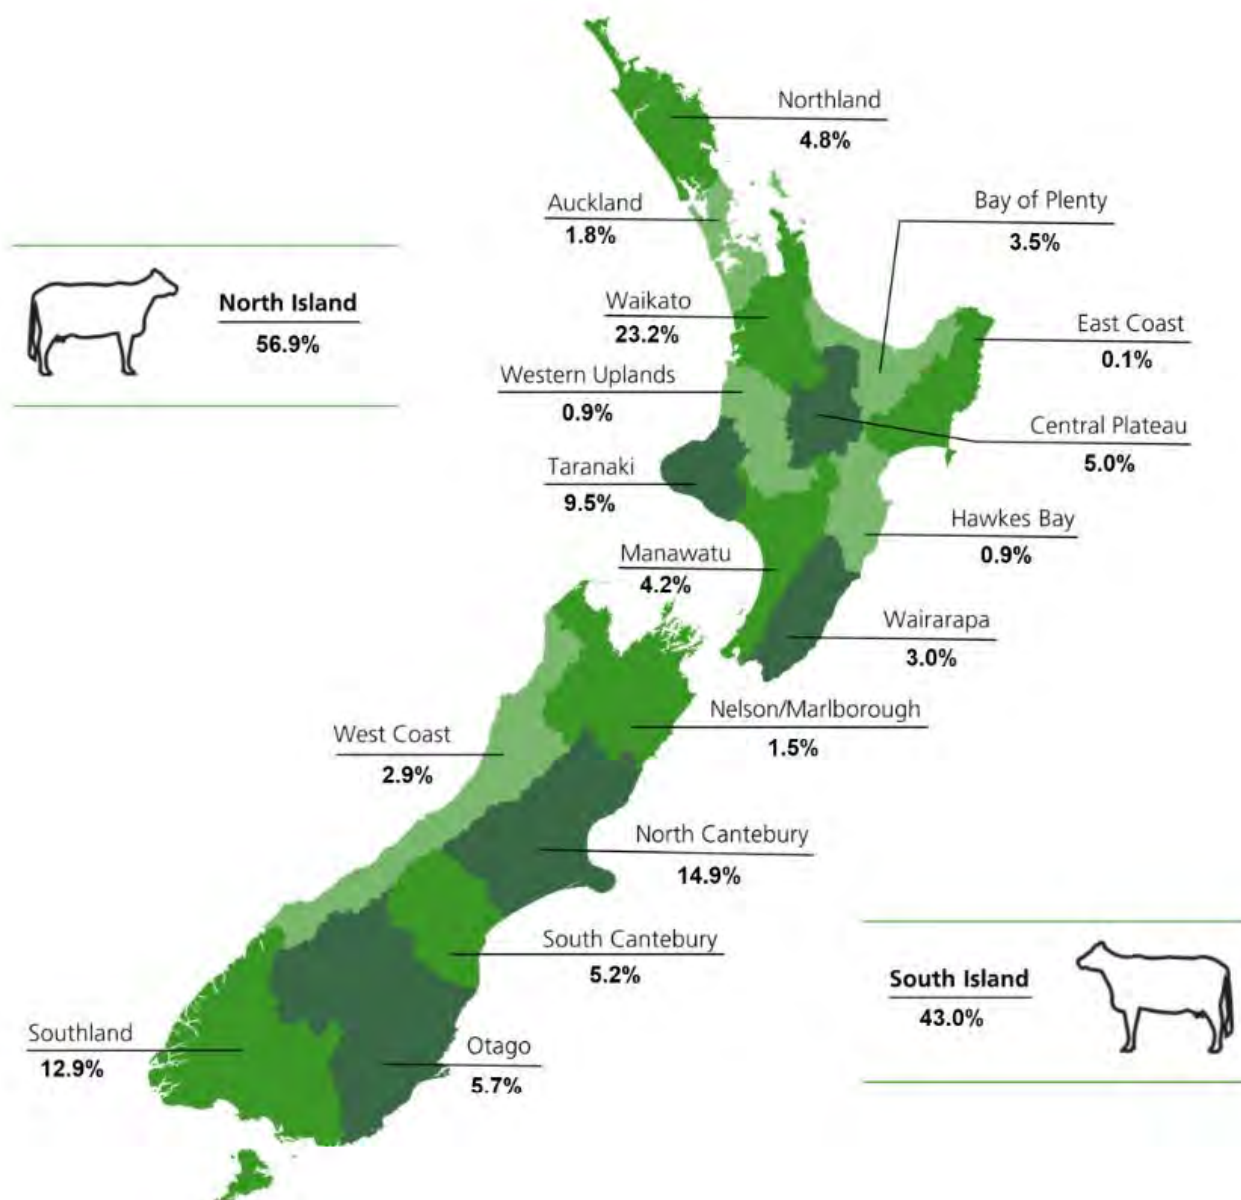 Northland
4.8%
Auckland
1.8%
Bay of Plenty
3.5%
North Island
56.9%
Waikato
23.2%
East Coast
0.1%
Western Uplands
0.9%
Central Plateau
5.0%
Taranaki
9.5%
Hawkes Bay
0.9%
Manawatu
4.2%
Wairarapa
3.0%
Nelson/Marlborough
1.5%
West Coast
2.9%
North Cantebury
14.9%
South Cantebury
5.2%
South Island
43.0%
Southland
12.9%
Otago
5.7%